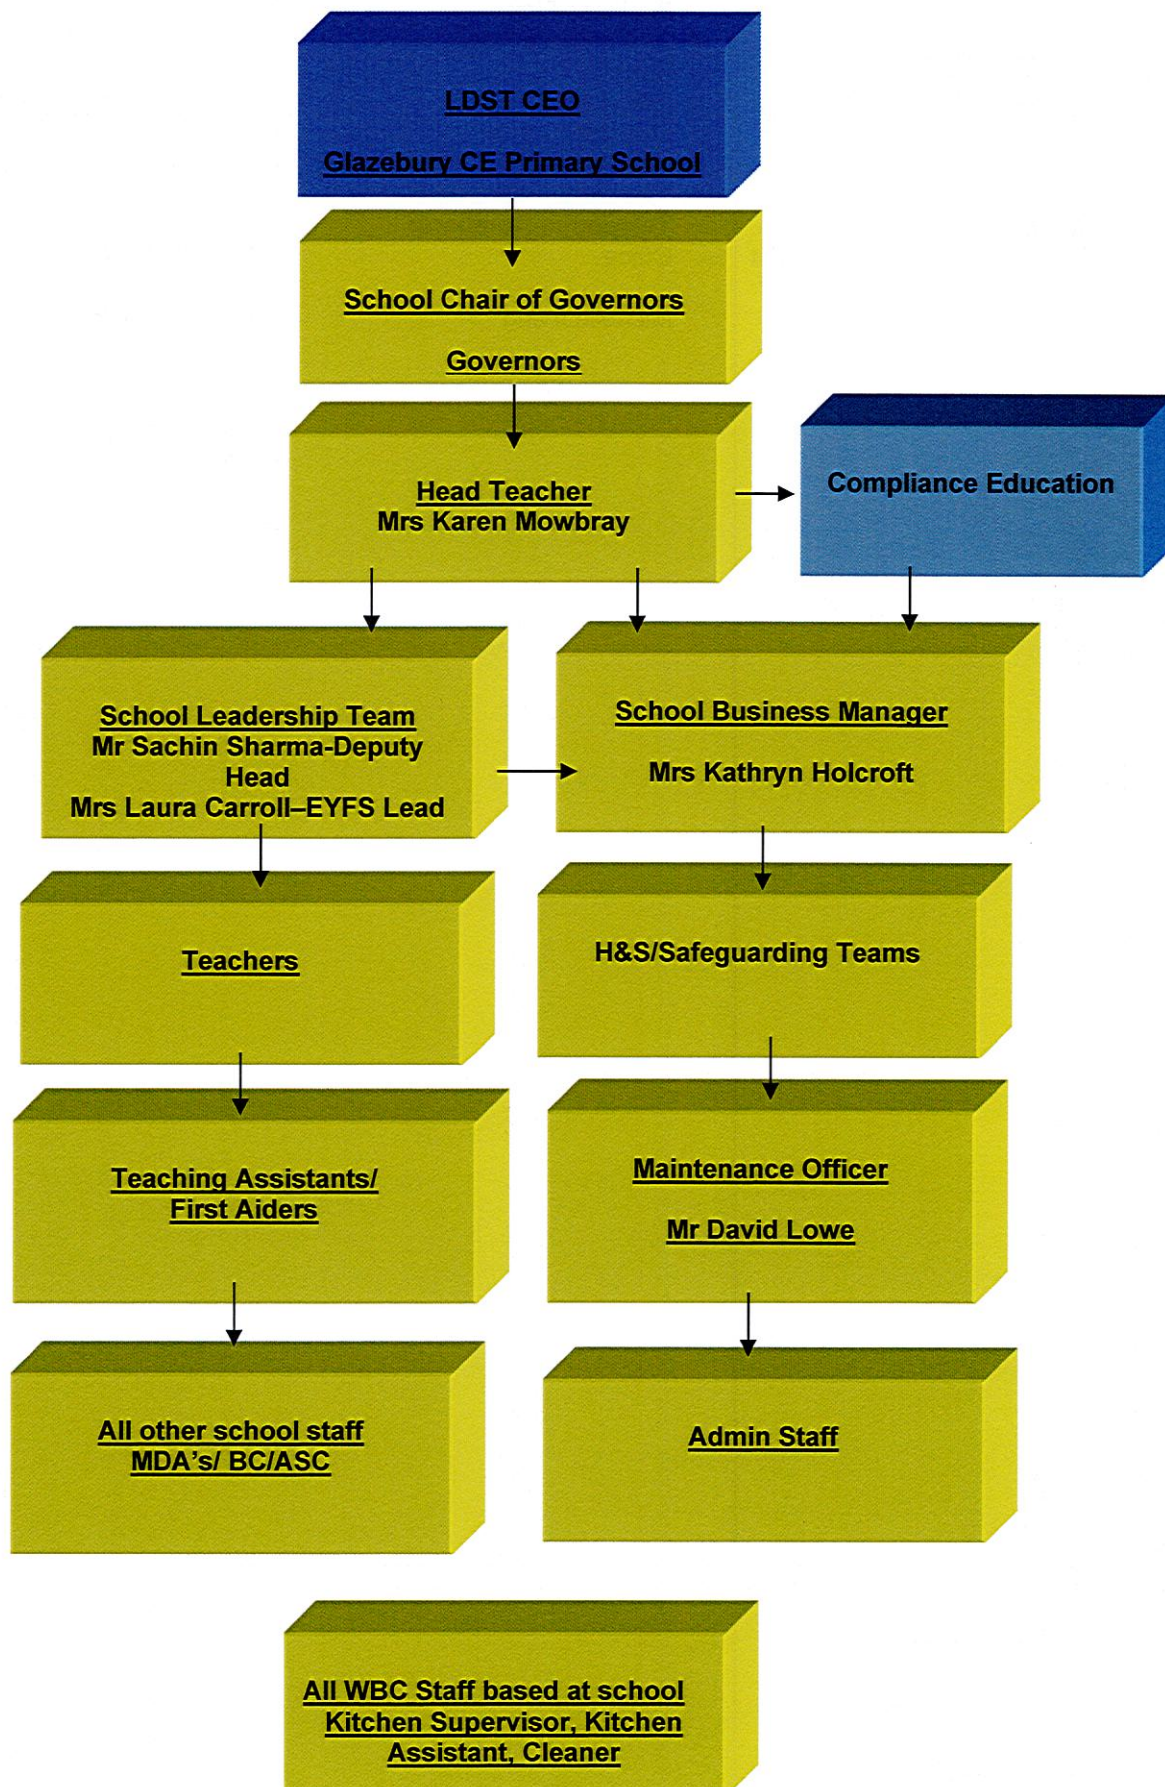 LDST CEO
Glazebury CE Primary School
School Chair of Governors
Governors
Head Teacher
Mrs Karen Mowbray
Compliance Education
School Leadership Team
Mr Sachin Sharma-Deputy
Head
Mrs Laura Carroll–EYFS Lead
School Business Manager
Mrs Kathryn Holcroft
Teachers
H&S/Safeguarding Teams
Teaching Assistants/
First Aiders
Maintenance Officer
Mr David Lowe
All other school staff
MDA's/ BC/ASC
Admin Staff
All WBC Staff based at school
Kitchen Supervisor, Kitchen
Assistant, Cleaner